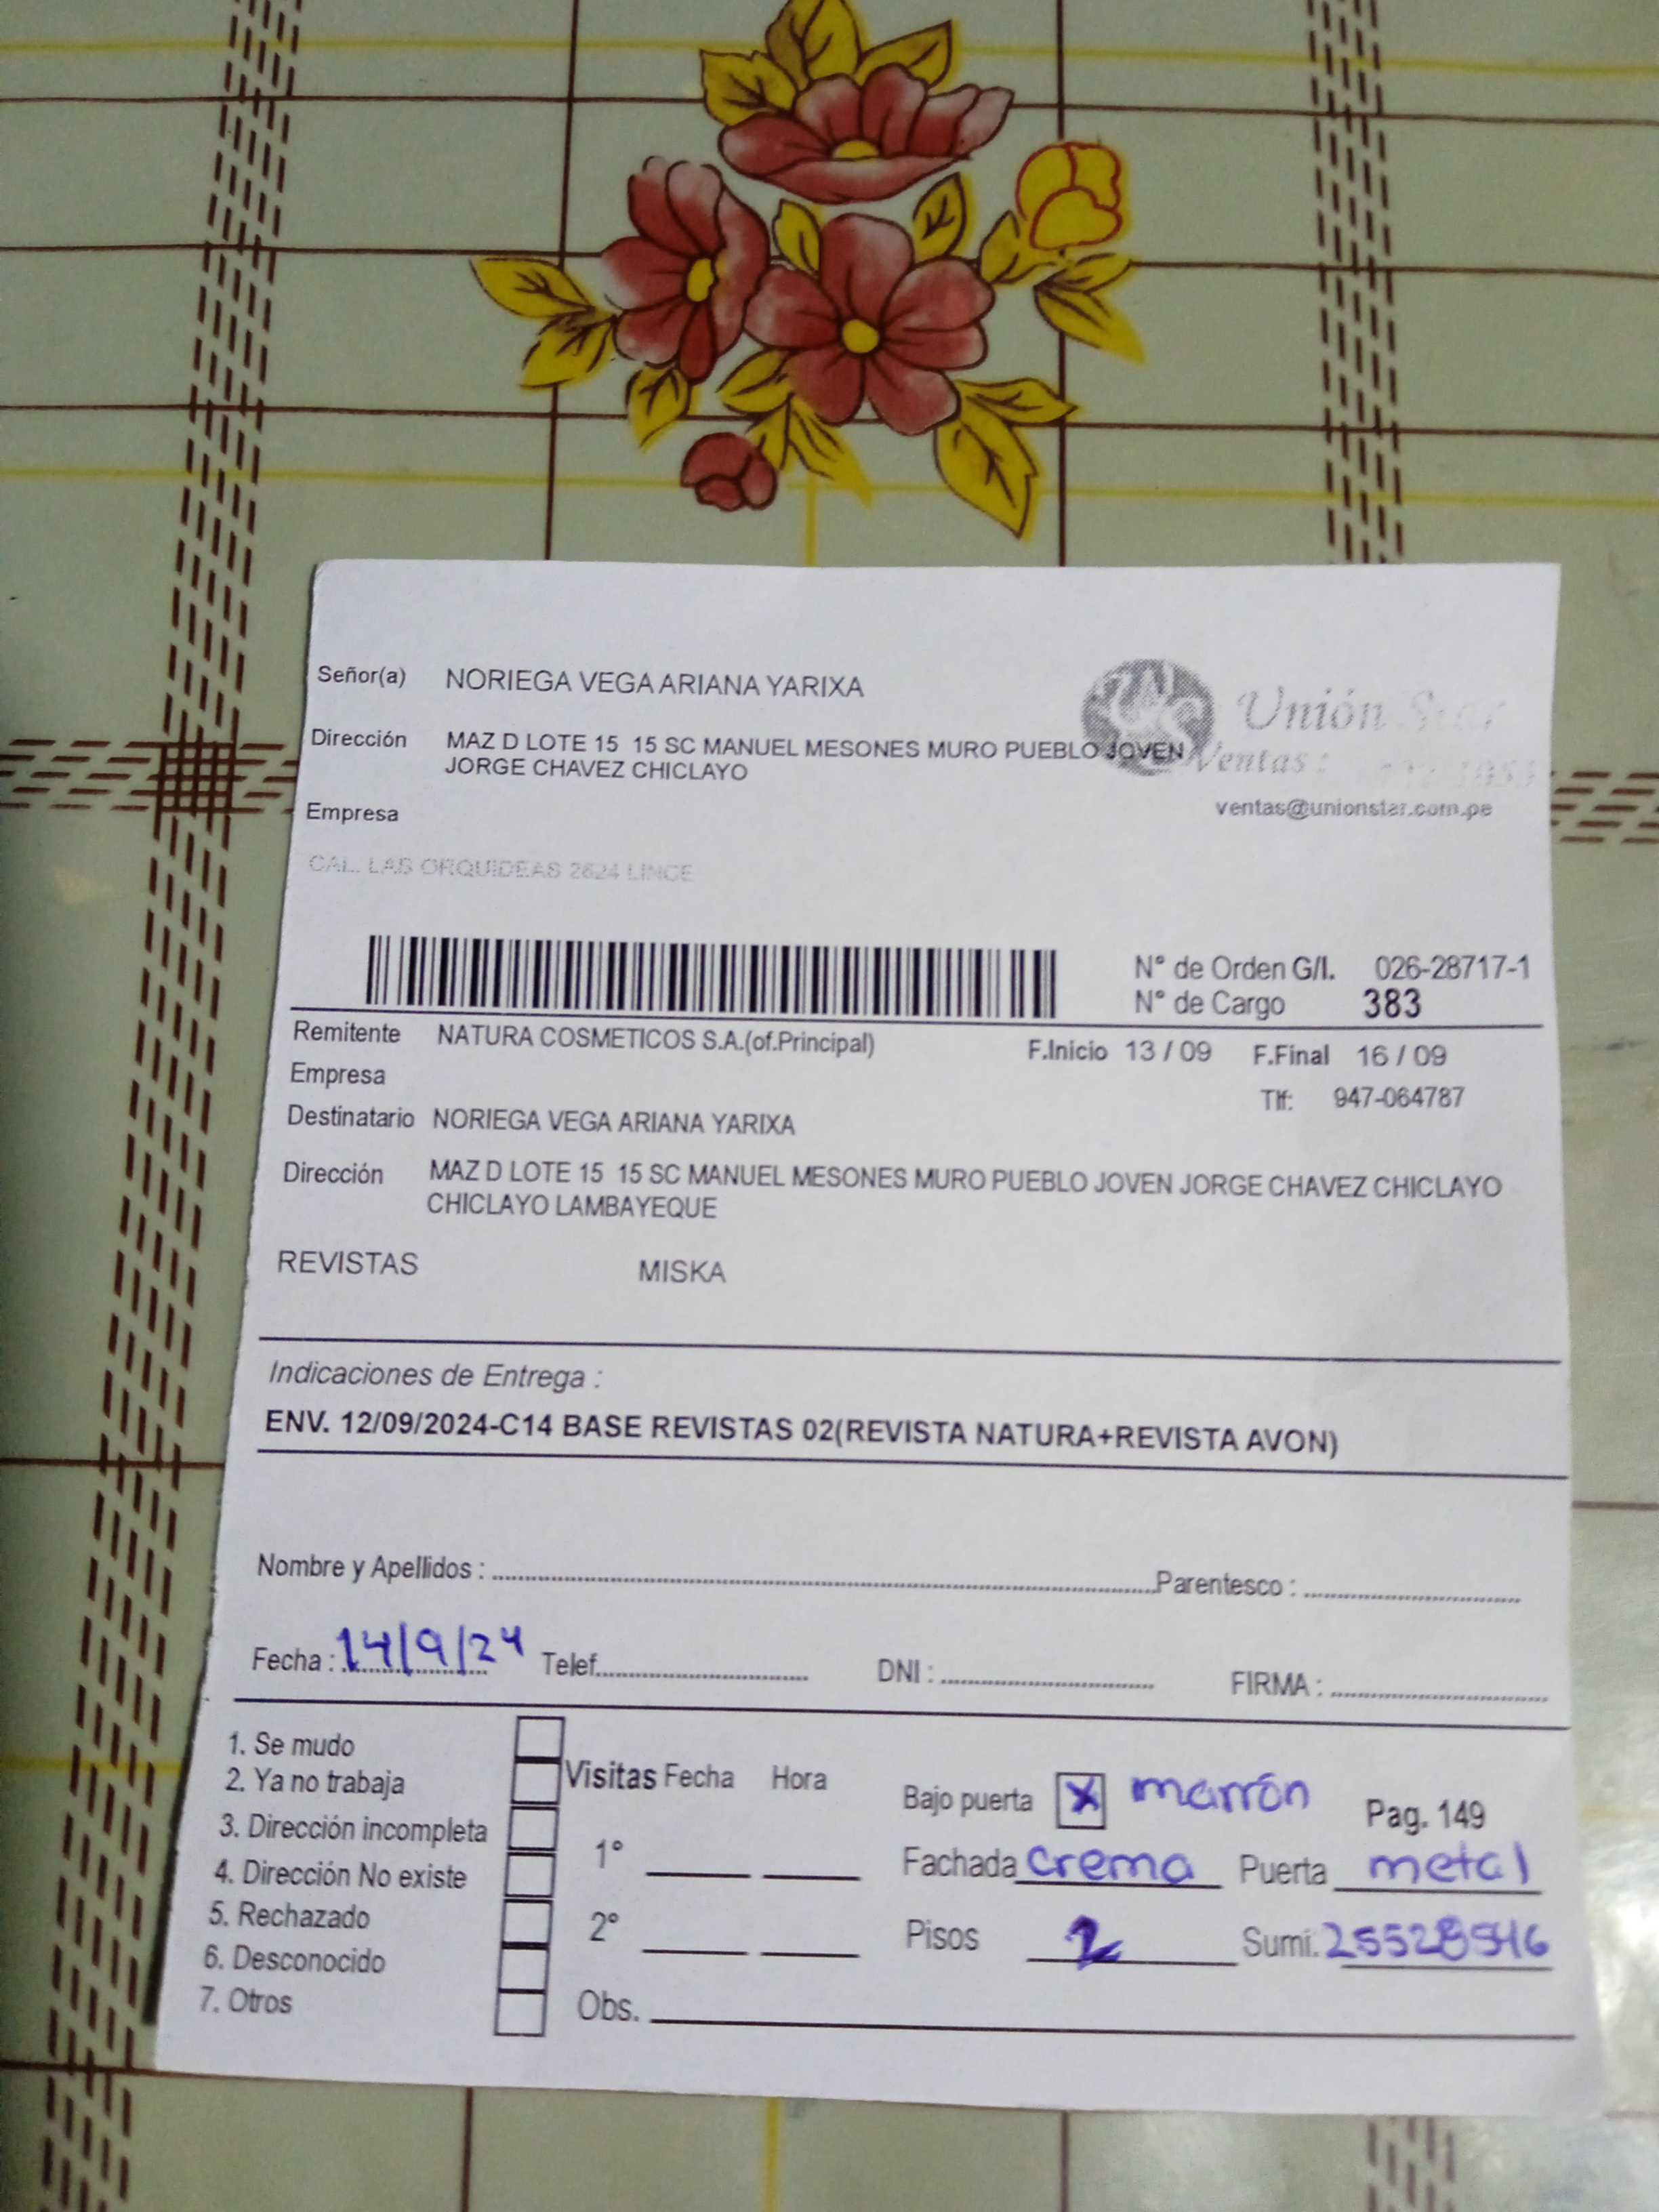 Señor(a) NORIEGA VEGA ARIANA YARIXA
Unión Star
Dirección MAZ D LOTE 15 15 SC MANUEL MESONES MURO PUEBLO JOVEN
JORGE CHAVEZ CHICLAYO
Ventas :
Empresa
ventas@unionstar.com.pe
CAL. LAS ORQUIDEAS 2624 LINCE
N° de Orden G/I. 026-28717-1
N° de Cargo 383
Remitente NATURA COSMETICOS S.A.(of.Principal)
F.Inicio 13 / 09 F.Final 16 / 09
Empresa
Tlf: 947-064787
Destinatario NORIEGA VEGA ARIANA YARIXA
Dirección MAZ D LOTE 15 15 SC MANUEL MESONES MURO PUEBLO JOVEN JORGE CHAVEZ CHICLAYO
CHICLAYO LAMBAYEQUE
REVISTAS MISKA
Indicaciones de Entrega :
ENV. 12/09/2024-C14 BASE REVISTAS 02(REVISTA NATURA+REVISTA AVON)
Nombre y Apellidos : Parentesco :
Fecha : 14/9/24 Telef. DNI : FIRMA :
1. Se mudo
2. Ya no trabaja
3. Dirección incompleta
4. Dirección No existe
5. Rechazado
6. Desconocido
7. Otros
Visitas Fecha Hora
1°
2°
Obs.
Bajo puerta X marrón Pag. 149
Fachada crema Puerta metal
Pisos 2 Sumi. 25528546